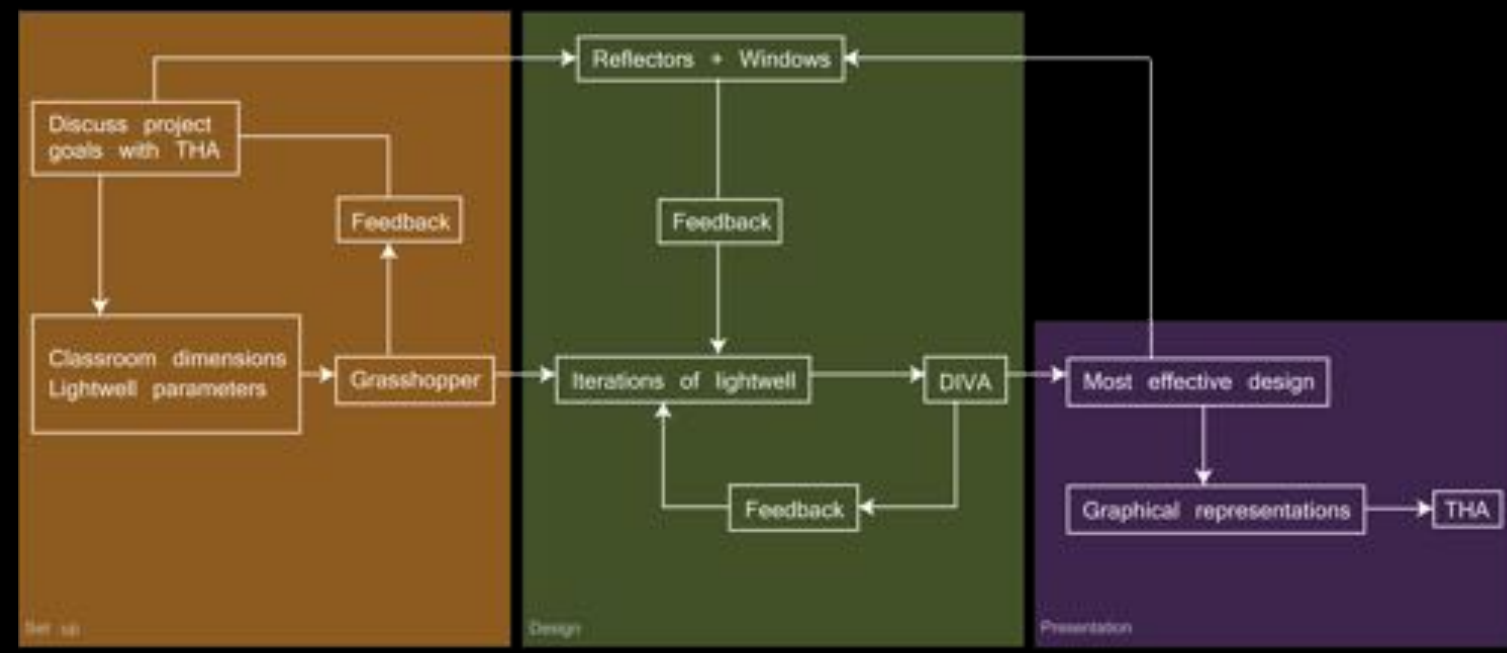 Reflectors + Windows
Discuss project
goals with THA
Feedback
Feedback
Classroom dimensions
Lightwell parameters
Grasshopper
Iterations of lightwell
DIVA
Most effective design
Feedback
Graphical representations
THA
Set up
Design
Presentation